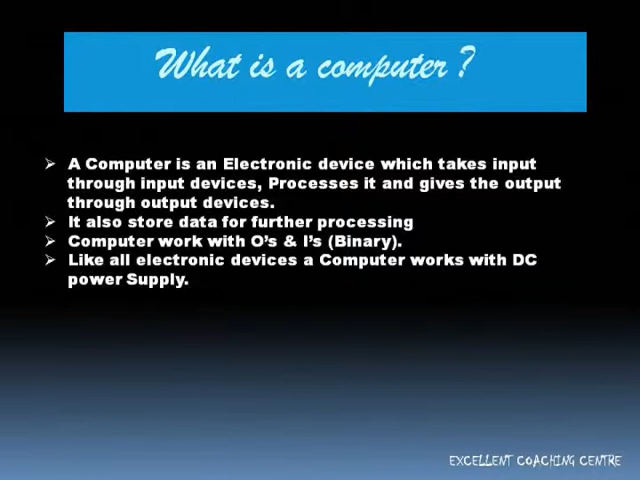 What is a computer ?
➢ A Computer is an Electronic device which takes input
through input devices, Processes it and gives the output
through output devices.
➢ It also store data for further processing
➢ Computer work with O's & I's (Binary).
➢ Like all electronic devices a Computer works with DC
power Supply.
EXCELLENT COACHING CENTRE